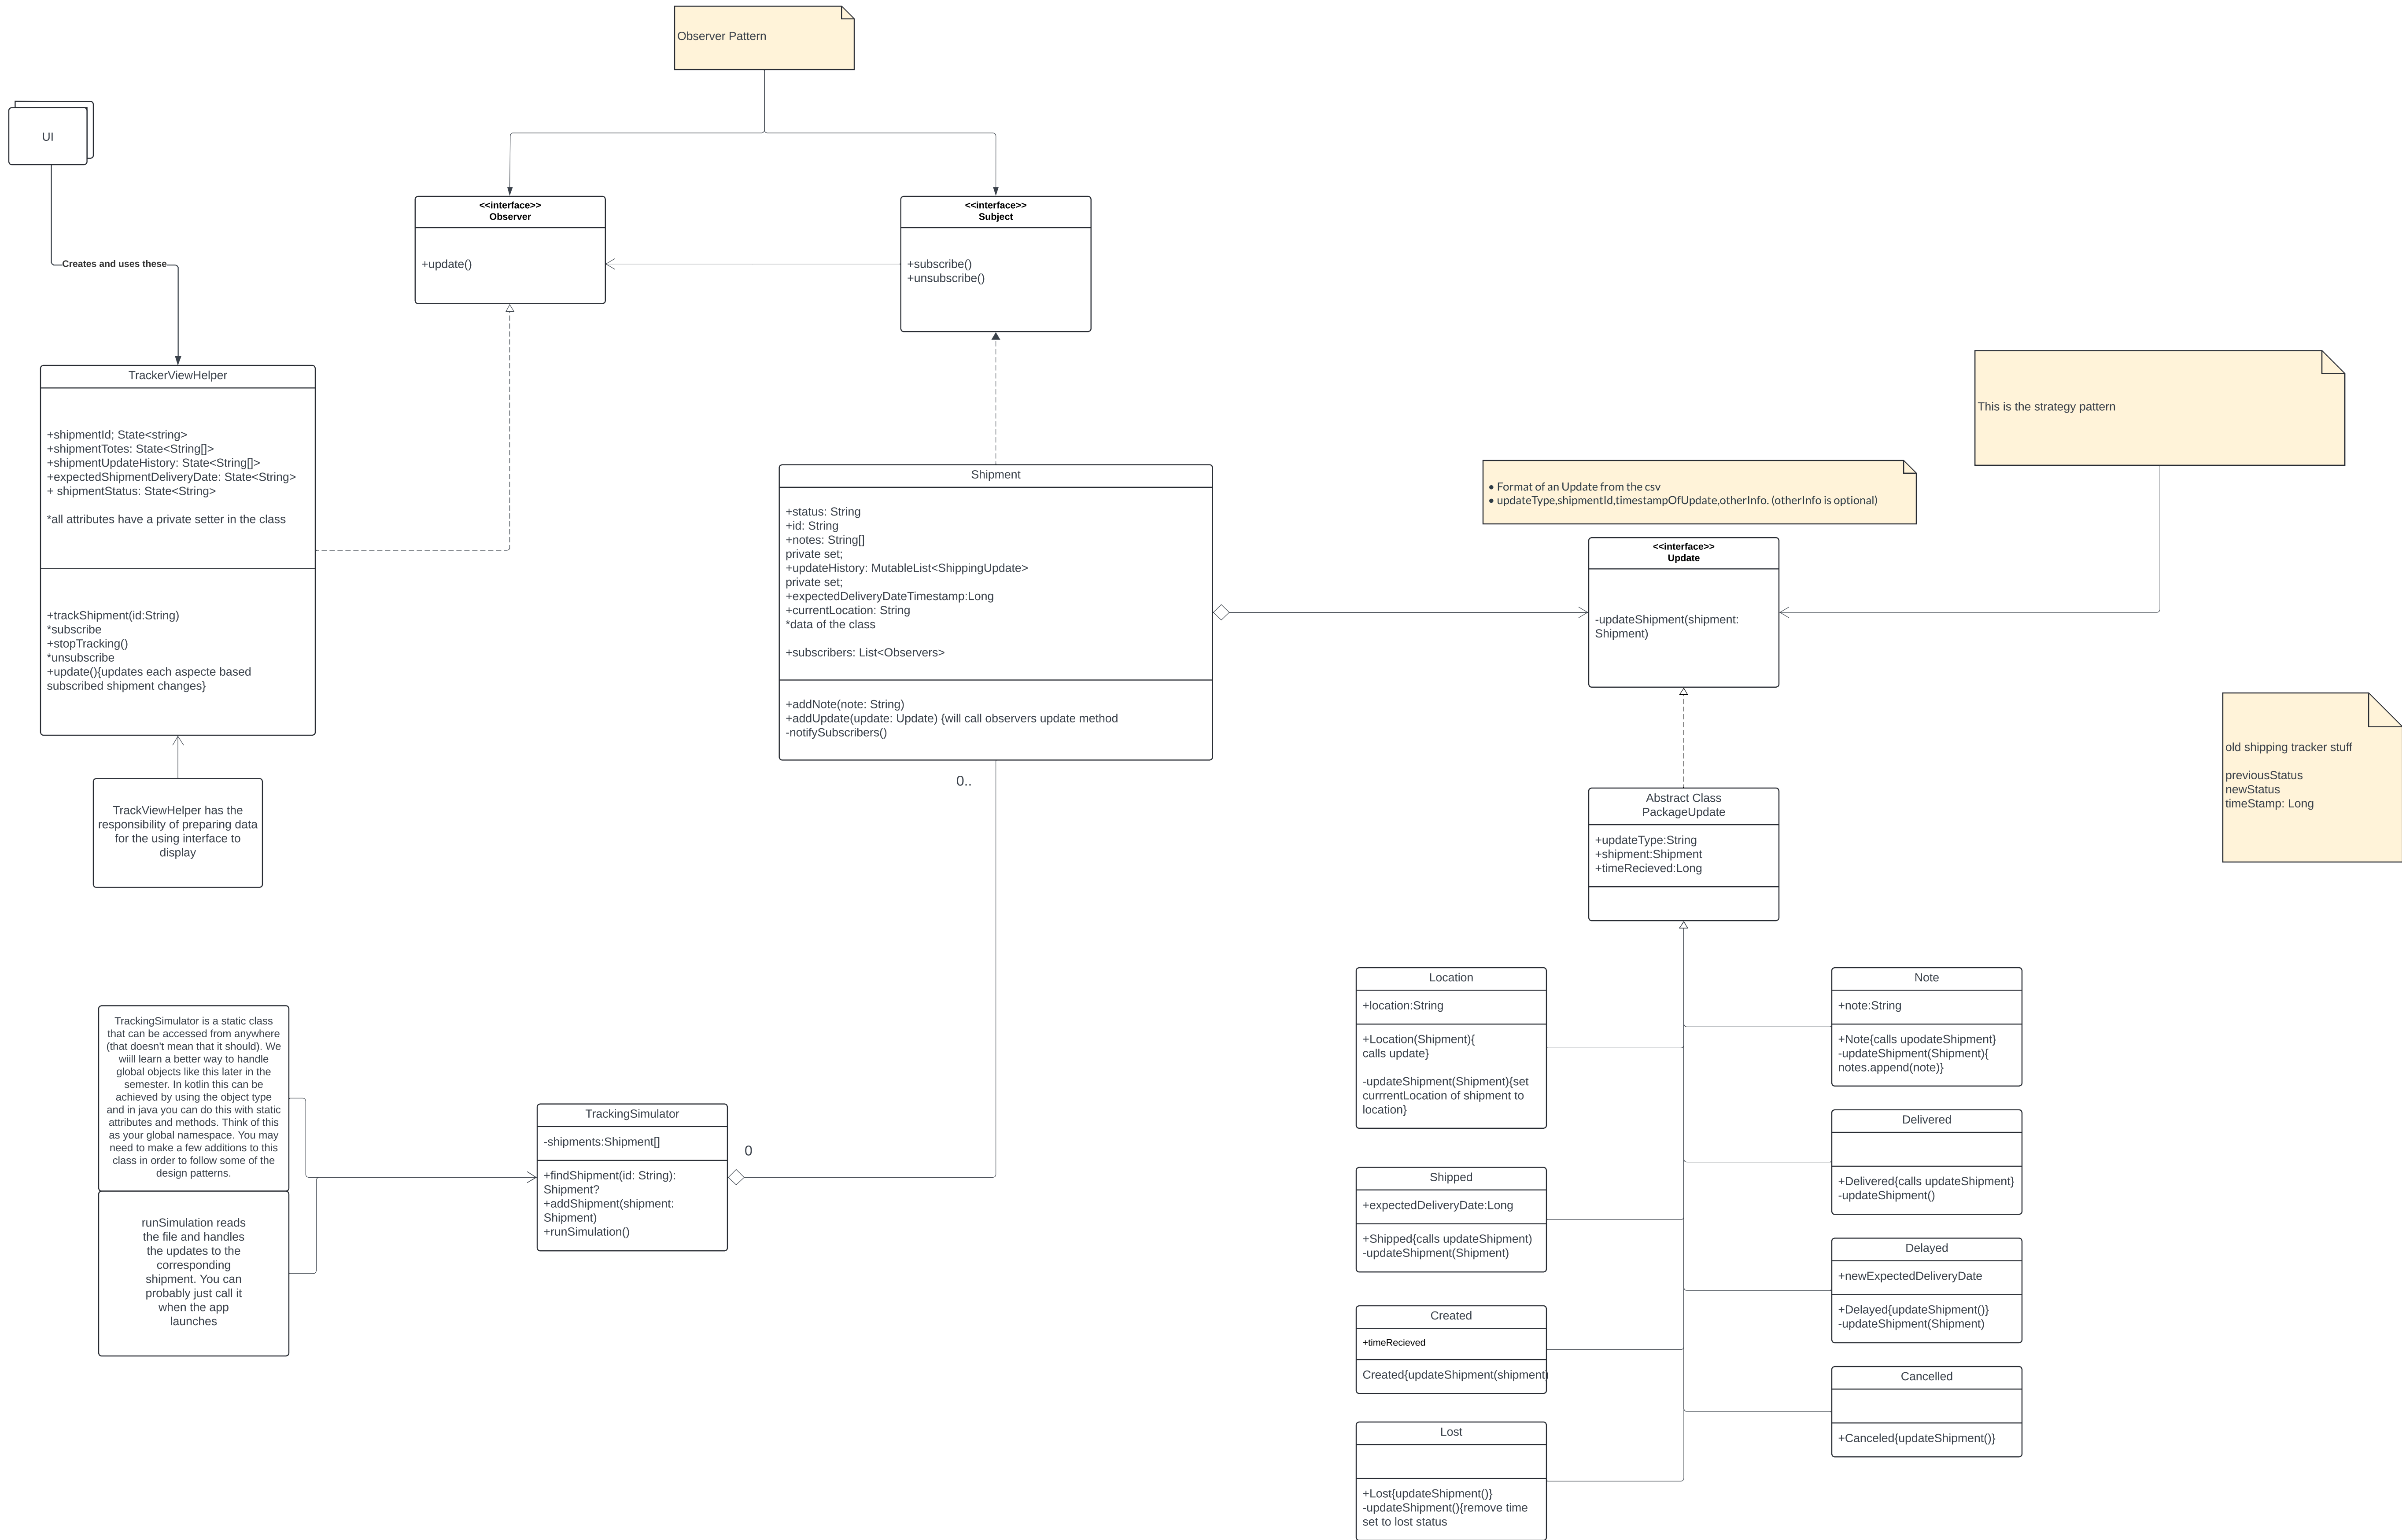 Observer Pattern
UI
Creates and uses these
<<interface>>
Observer
+update()
<<interface>>
Subject
+subscribe()
+unsubscribe()
TrackerViewHelper
+shipmentId; State<string>
+shipmentTotes: State<String[]>
+shipmentUpdateHistory: State<String[]>
+expectedShipmentDeliveryDate: State<String>
+ shipmentStatus: State<String>
*all attributes have a private setter in the class
+trackShipment(id:String)
*subscribe
+stopTracking()
*unsubscribe
+update(){updates each aspecte based
subscribed shipment changes}
TrackViewHelper has the
responsibility of preparing data
for the using interface to
display
Shipment
+status: String
+id: String
+notes: String[]
private set;
+updateHistory: MutableList<ShippingUpdate>
private set;
+expectedDeliveryDateTimestamp:Long
+currentLocation: String
*data of the class
+subscribers: List<Observers>
+addNote(note: String)
+addUpdate(update: Update) {will call observers update method
-notifySubscribers()
0..
This is the strategy pattern
• Format of an Update from the csv
• updateType,shipmentId,timestampOfUpdate,otherInfo. (otherInfo is optional)
<<interface>>
Update
-updateShipment(shipment:
Shipment)
old shipping tracker stuff
previousStatus
newStatus
timeStamp: Long
Abstract Class
PackageUpdate
+updateType:String
+shipment:Shipment
+timeRecieved:Long
TrackingSimulator is a static class
that can be accessed from anywhere
(that doesn't mean that it should). We
wiill learn a better way to handle
global objects like this later in the
semester. In kotlin this can be
achieved by using the object type
and in java you can do this with static
attributes and methods. Think of this
as your global namespace. You may
need to make a few additions to this
class in order to follow some of the
design patterns.
runSimulation reads
the file and handles
the updates to the
corresponding
shipment. You can
probably just call it
when the app
launches
TrackingSimulator
-shipments:Shipment[]
+findShipment(id: String):
Shipment?
+addShipment(shipment:
Shipment)
+runSimulation()
0
Location
+location:String
+Location(Shipment){
calls update}
-updateShipment(Shipment){set
currrentLocation of shipment to
location}
Note
+note:String
+Note{calls upodateShipment}
-updateShipment(Shipment){
notes.append(note)}
Delivered
+Delivered{calls updateShipment}
-updateShipment()
Shipped
+expectedDeliveryDate:Long
+Shipped{calls updateShipment)
-updateShipment(Shipment)
Delayed
+newExpectedDeliveryDate
+Delayed{updateShipment()}
-updateShipment(Shipment)
Created
+timeRecieved
Created{updateShipment(shipment)
Cancelled
+Canceled{updateShipment()}
Lost
+Lost{updateShipment()}
-updateShipment(){remove time
set to lost status